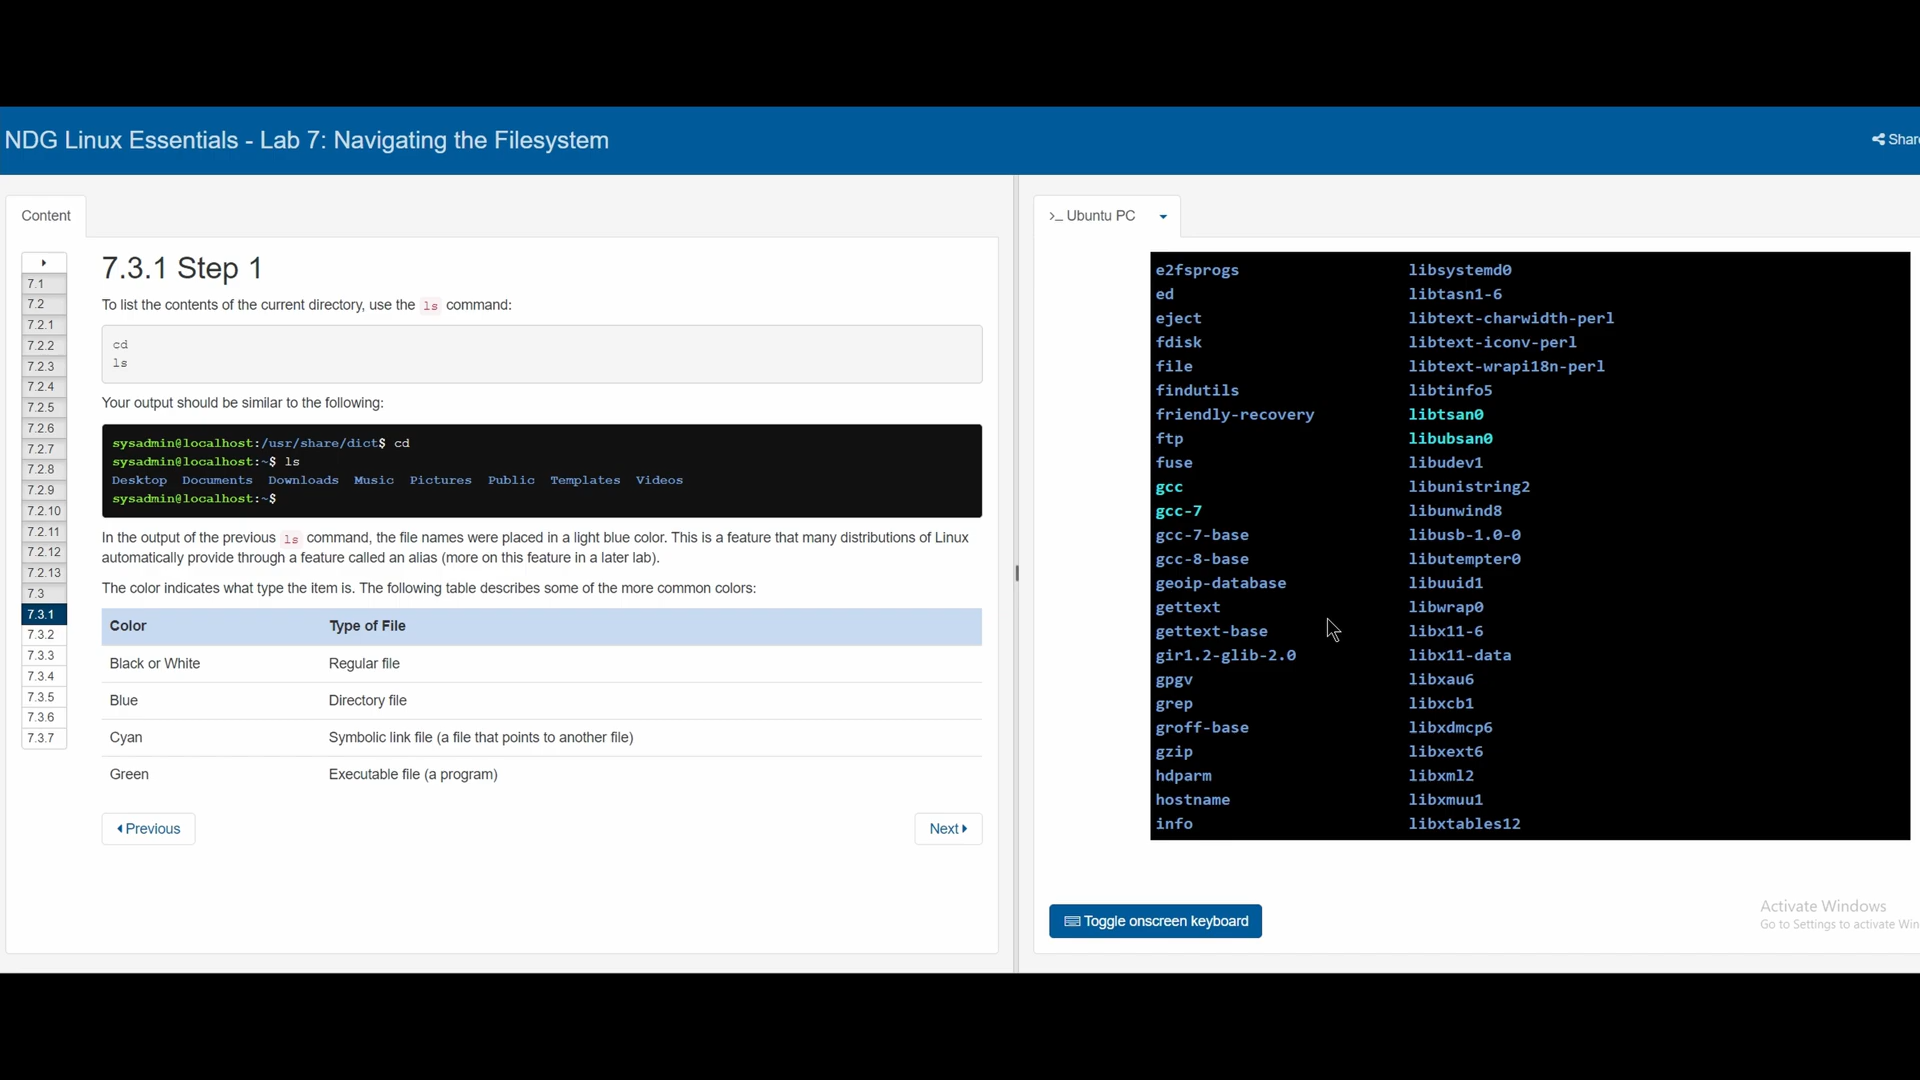 NDG Linux Essentials - Lab 7: Navigating the Filesystem
Shar
Content
7.1
7.2
7.2.1
7.2.2
7.2.3
7.2.4
7.2.5
7.2.6
7.2.7
7.2.8
7.2.9
7.2.10
7.2.11
7.2.12
7.2.13
7.3
7.3.1
7.3.2
7.3.3
7.3.4
7.3.5
7.3.6
7.3.7
7.3.1 Step 1
To list the contents of the current directory, use the ls command:
cd
ls
Your output should be similar to the following:
sysadmin@localhost:/usr/share/dict$ cd
sysadmin@localhost:~$ ls
Desktop Documents Downloads Music Pictures Public Templates Videos
sysadmin@localhost:~$
In the output of the previous ls command, the file names were placed in a light blue color. This is a feature that many distributions of Linux
automatically provide through a feature called an alias (more on this feature in a later lab).
The color indicates what type the item is. The following table describes some of the more common colors:
Color Type of File
Black or White Regular file
Blue Directory file
Cyan Symbolic link file (a file that points to another file)
Green Executable file (a program)
Previous
Next
>_ Ubuntu PC
e2fsprogs libsystemd0
ed libtasn1-6
eject libtext-charwidth-perl
fdisk libtext-iconv-perl
file libtext-wrapi18n-perl
findutils libtinfo5
friendly-recovery libtsan0
ftp libubsan0
fuse libudev1
gcc libunistring2
gcc-7 libunwind8
gcc-7-base libusb-1.0-0
gcc-8-base libutempter0
geoip-database libuuid1
gettext libwrap0
gettext-base libx11-6
gir1.2-glib-2.0 libx11-data
gpgv libxau6
grep libxcb1
groff-base libxdmcp6
gzip libxext6
hdparm libxml2
hostname libxmuu1
info libxtables12
Toggle onscreen keyboard
Activate Windows
Go to Settings to activate Win